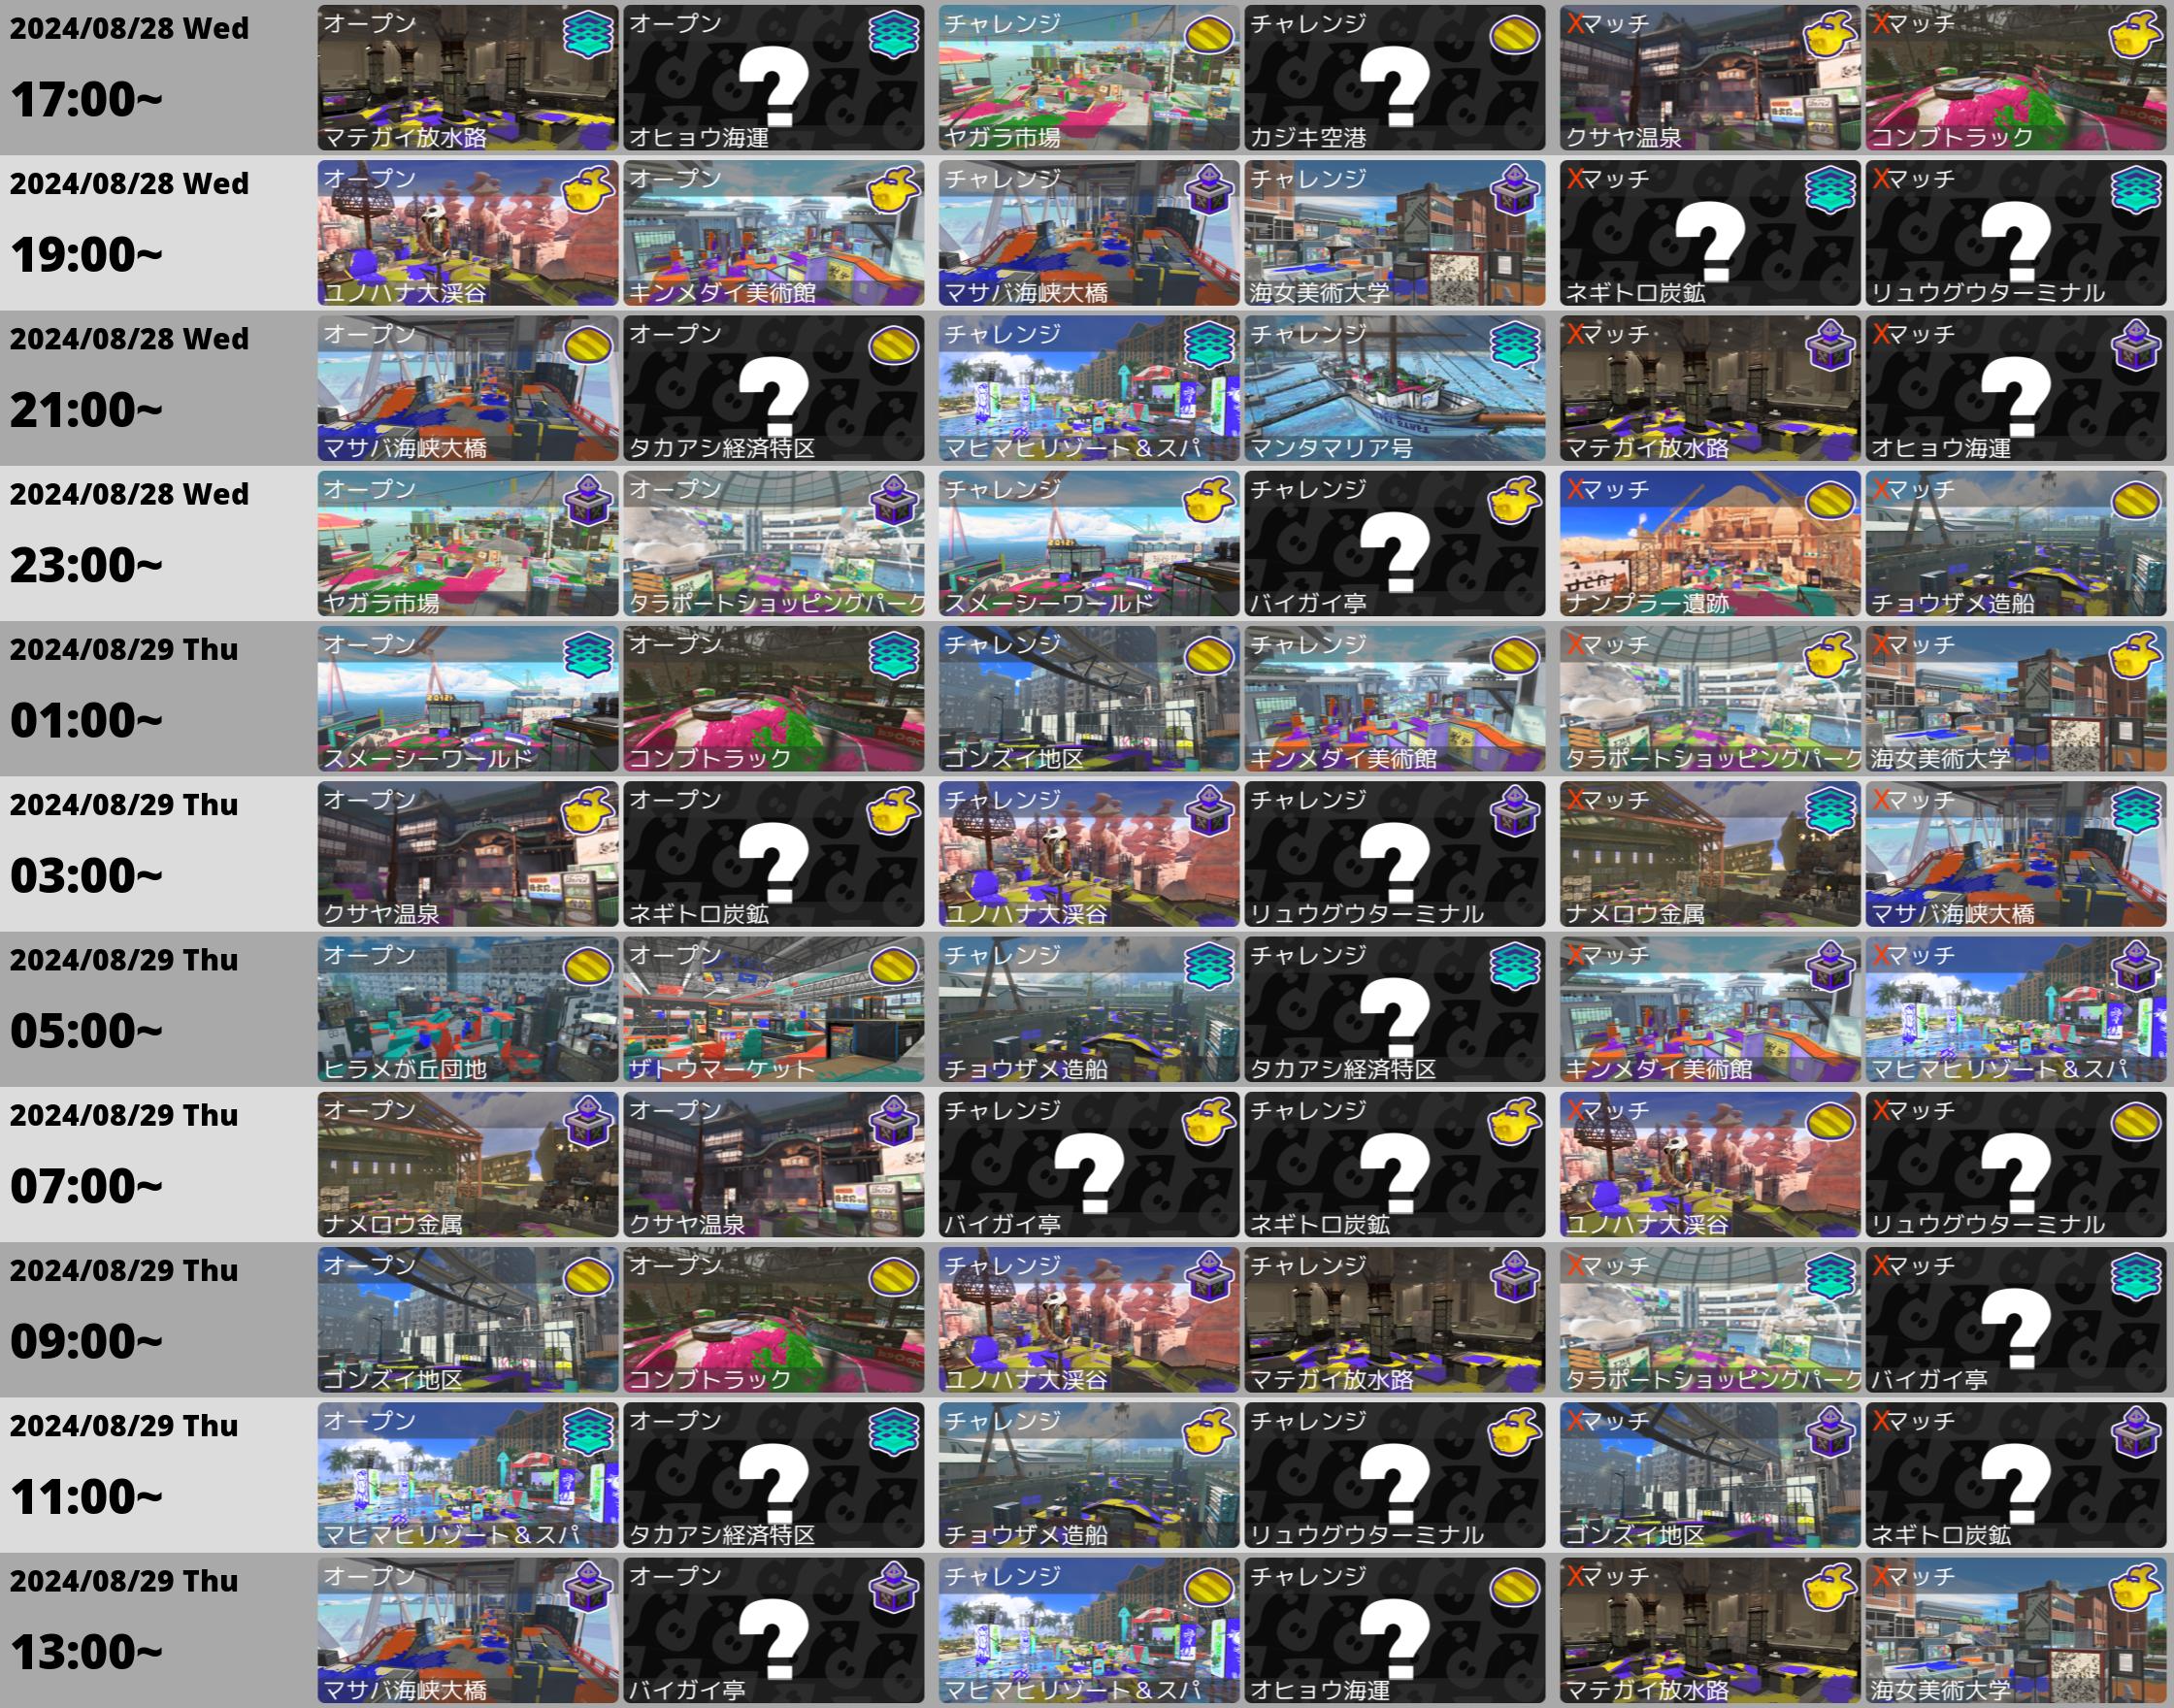 2024/08/28 Wed
17:00~
オープン
マテガイ放水路
オープン
オヒョウ海運
チャレンジ
ヤガラ市場
チャレンジ
カジキ空港
Xマッチ
クサヤ温泉
Xマッチ
コンブトラック
2024/08/28 Wed
19:00~
オープン
ユノハナ大渓谷
オープン
キンメダイ美術館
チャレンジ
マサバ海峡大橋
チャレンジ
海女美術大学
Xマッチ
ネギトロ炭鉱
Xマッチ
リュウグウターミナル
2024/08/28 Wed
21:00~
オープン
マサバ海峡大橋
オープン
タカアシ経済特区
チャレンジ
マヒマヒリゾート＆スパ
チャレンジ
マンタマリア号
Xマッチ
マテガイ放水路
Xマッチ
オヒョウ海運
2024/08/28 Wed
23:00~
オープン
ヤガラ市場
オープン
タラポートショッピングパーク
チャレンジ
スメーシーワールド
チャレンジ
バイガイ亭
Xマッチ
ナンプラー遺跡
Xマッチ
チョウザメ造船
2024/08/29 Thu
01:00~
オープン
スメーシーワールド
オープン
コンブトラック
チャレンジ
ゴンズイ地区
チャレンジ
キンメダイ美術館
Xマッチ
タラポートショッピングパーク
Xマッチ
海女美術大学
2024/08/29 Thu
03:00~
オープン
クサヤ温泉
オープン
ネギトロ炭鉱
チャレンジ
ユノハナ大渓谷
チャレンジ
リュウグウターミナル
Xマッチ
ナメロウ金属
Xマッチ
マサバ海峡大橋
2024/08/29 Thu
05:00~
オープン
ヒラメが丘団地
オープン
ザトウマーケット
チャレンジ
チョウザメ造船
チャレンジ
タカアシ経済特区
Xマッチ
キンメダイ美術館
Xマッチ
マヒマヒリゾート＆スパ
2024/08/29 Thu
07:00~
オープン
ナメロウ金属
オープン
クサヤ温泉
チャレンジ
バイガイ亭
チャレンジ
ネギトロ炭鉱
Xマッチ
ユノハナ大渓谷
Xマッチ
リュウグウターミナル
2024/08/29 Thu
09:00~
オープン
ゴンズイ地区
オープン
コンブトラック
チャレンジ
ユノハナ大渓谷
チャレンジ
マテガイ放水路
Xマッチ
タラポートショッピングパーク
Xマッチ
バイガイ亭
2024/08/29 Thu
11:00~
オープン
マヒマヒリゾート＆スパ
オープン
タカアシ経済特区
チャレンジ
チョウザメ造船
チャレンジ
リュウグウターミナル
Xマッチ
ゴンズイ地区
Xマッチ
ネギトロ炭鉱
2024/08/29 Thu
13:00~
オープン
マサバ海峡大橋
オープン
バイガイ亭
チャレンジ
マヒマヒリゾート＆スパ
チャレンジ
オヒョウ海運
Xマッチ
マテガイ放水路
Xマッチ
海女美術大学